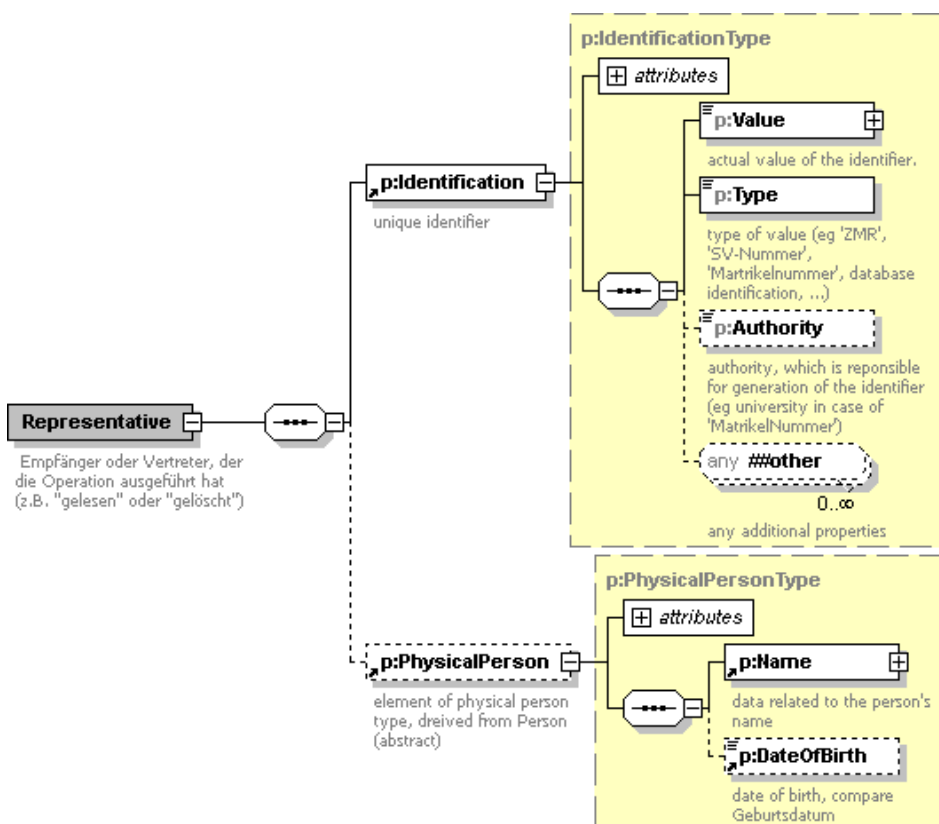 p:IdentificationType
attributes
p:Value
actual value of the identifier.
p:Identification
unique identifier
p:Type
type of value (eg 'ZMR',
'SV-Nummer',
'Martrikelnummer', database
identification, ...)
p:Authority
authority, which is reponsible
for generation of the identifier
(eg university in case of
'MatrikelNummer')
any ##other
0..∞
any additional properties
Representative
Empfänger oder Vertreter, der
die Operation ausgeführt hat
(z.B. "gelesen" oder "gelöscht")
p:PhysicalPersonType
attributes
p:PhysicalPerson
element of physical person
type, dreived from Person
(abstract)
p:Name
data related to the person's
name
p:DateOfBirth
date of birth, compare
Geburtsdatum